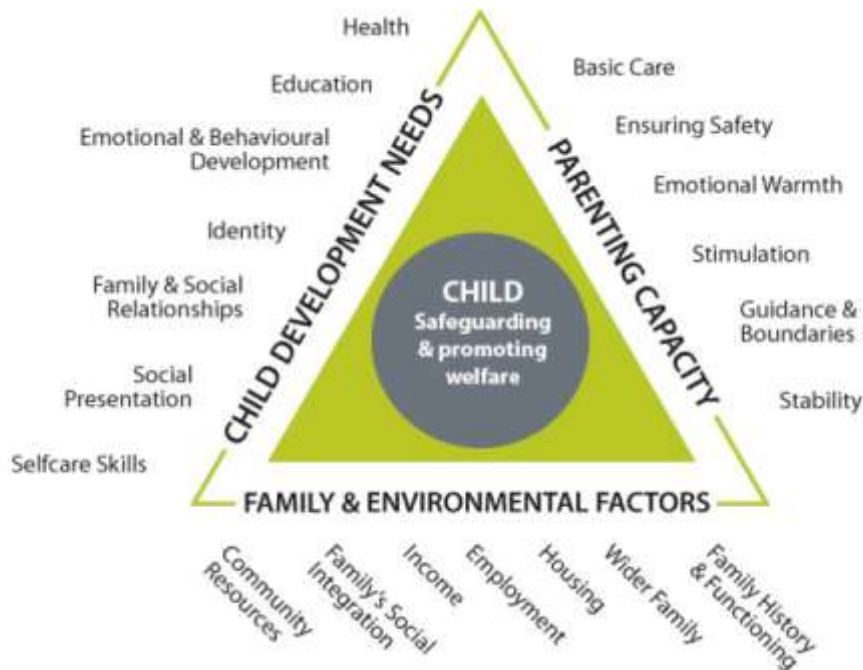 Health
Education
Emotional & Behavioural
Development
Identity
Family & Social
Relationships
Social
Presentation
Selfcare Skills
CHILD DEVELOPMENT NEEDS
CHILD
Safeguarding
& promoting
welfare
PARENTING CAPACITY
Basic Care
Ensuring Safety
Emotional Warmth
Stimulation
Guidance &
Boundaries
Stability
FAMILY & ENVIRONMENTAL FACTORS
Community
Resources
Family's Social
Integration
Income
Employment
Housing
Wider Family
Family History
& Functioning